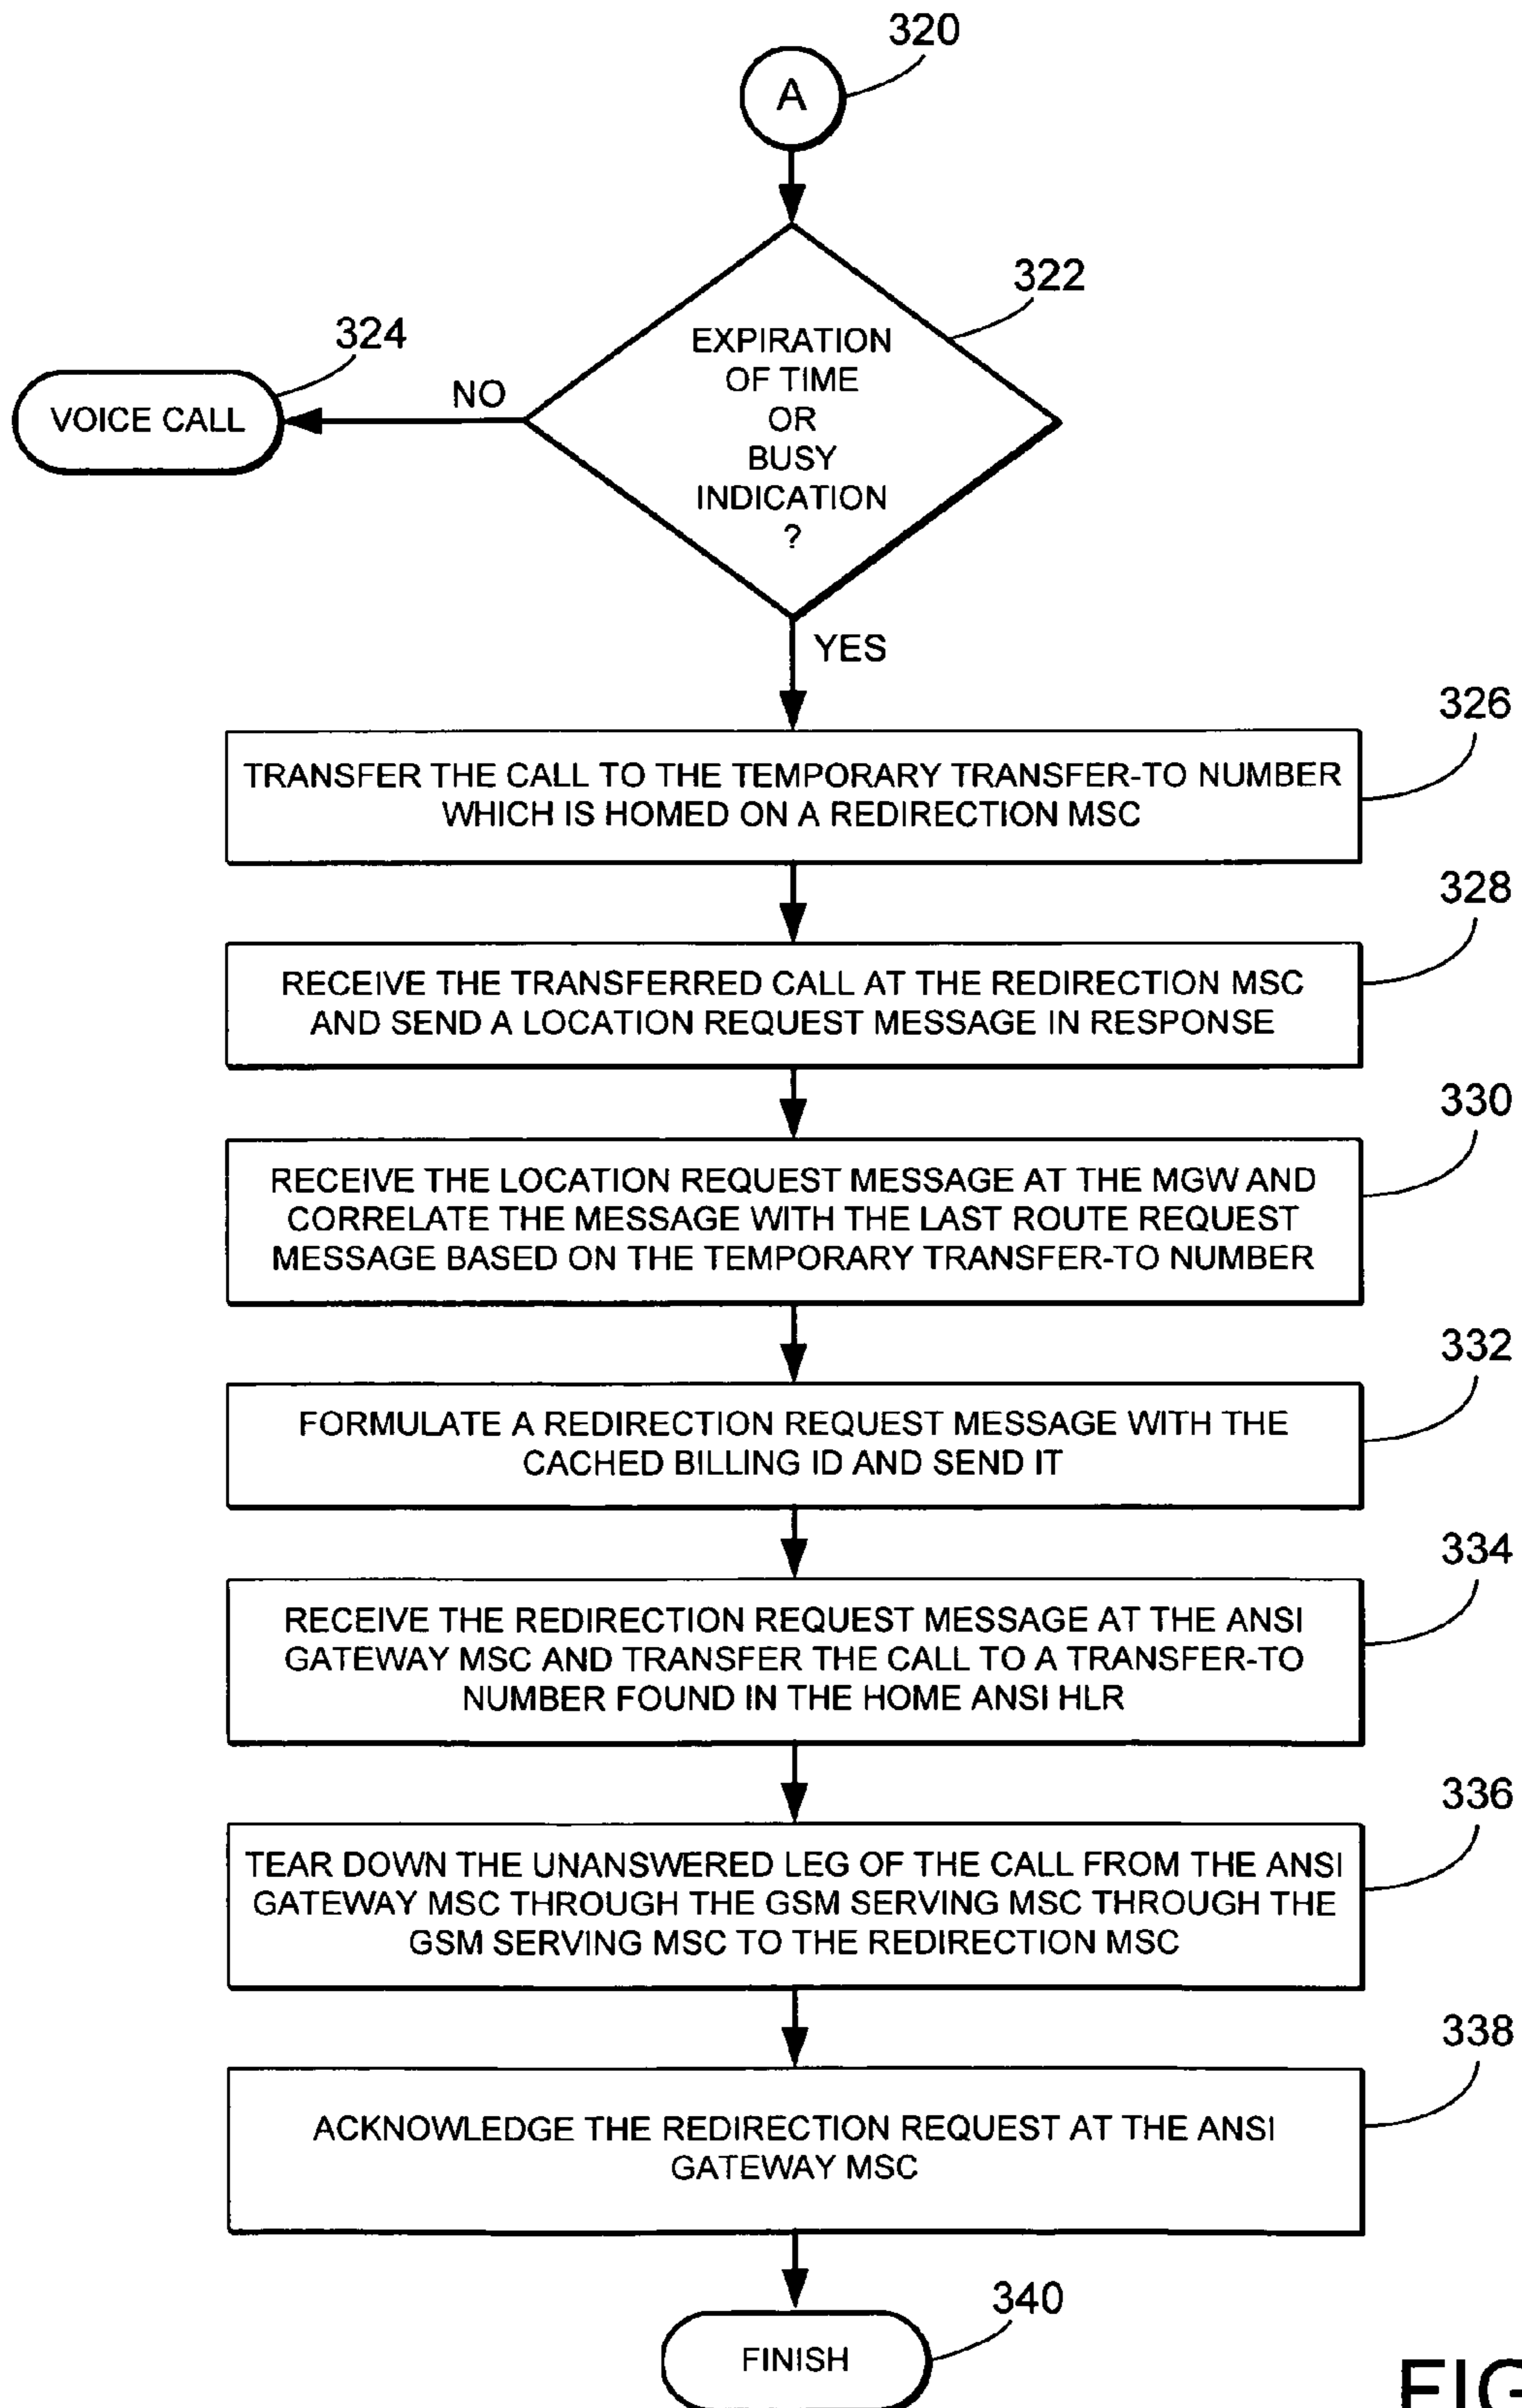 320
A
322
EXPIRATION
OF TIME
OR
BUSY
INDICATION
?
324
VOICE CALL
NO
YES
326
TRANSFER THE CALL TO THE TEMPORARY TRANSFER-TO NUMBER
WHICH IS HOMED ON A REDIRECTION MSC
328
RECEIVE THE TRANSFERRED CALL AT THE REDIRECTION MSC
AND SEND A LOCATION REQUEST MESSAGE IN RESPONSE
330
RECEIVE THE LOCATION REQUEST MESSAGE AT THE MGW AND
CORRELATE THE MESSAGE WITH THE LAST ROUTE REQUEST
MESSAGE BASED ON THE TEMPORARY TRANSFER-TO NUMBER
332
FORMULATE A REDIRECTION REQUEST MESSAGE WITH THE
CACHED BILLING ID AND SEND IT
334
RECEIVE THE REDIRECTION REQUEST MESSAGE AT THE ANSI
GATEWAY MSC AND TRANSFER THE CALL TO A TRANSFER-TO
NUMBER FOUND IN THE HOME ANSI HLR
336
TEAR DOWN THE UNANSWERED LEG OF THE CALL FROM THE ANSI
GATEWAY MSC THROUGH THE GSM SERVING MSC THROUGH THE
GSM SERVING MSC TO THE REDIRECTION MSC
338
ACKNOWLEDGE THE REDIRECTION REQUEST AT THE ANSI
GATEWAY MSC
340
FINISH
FIG